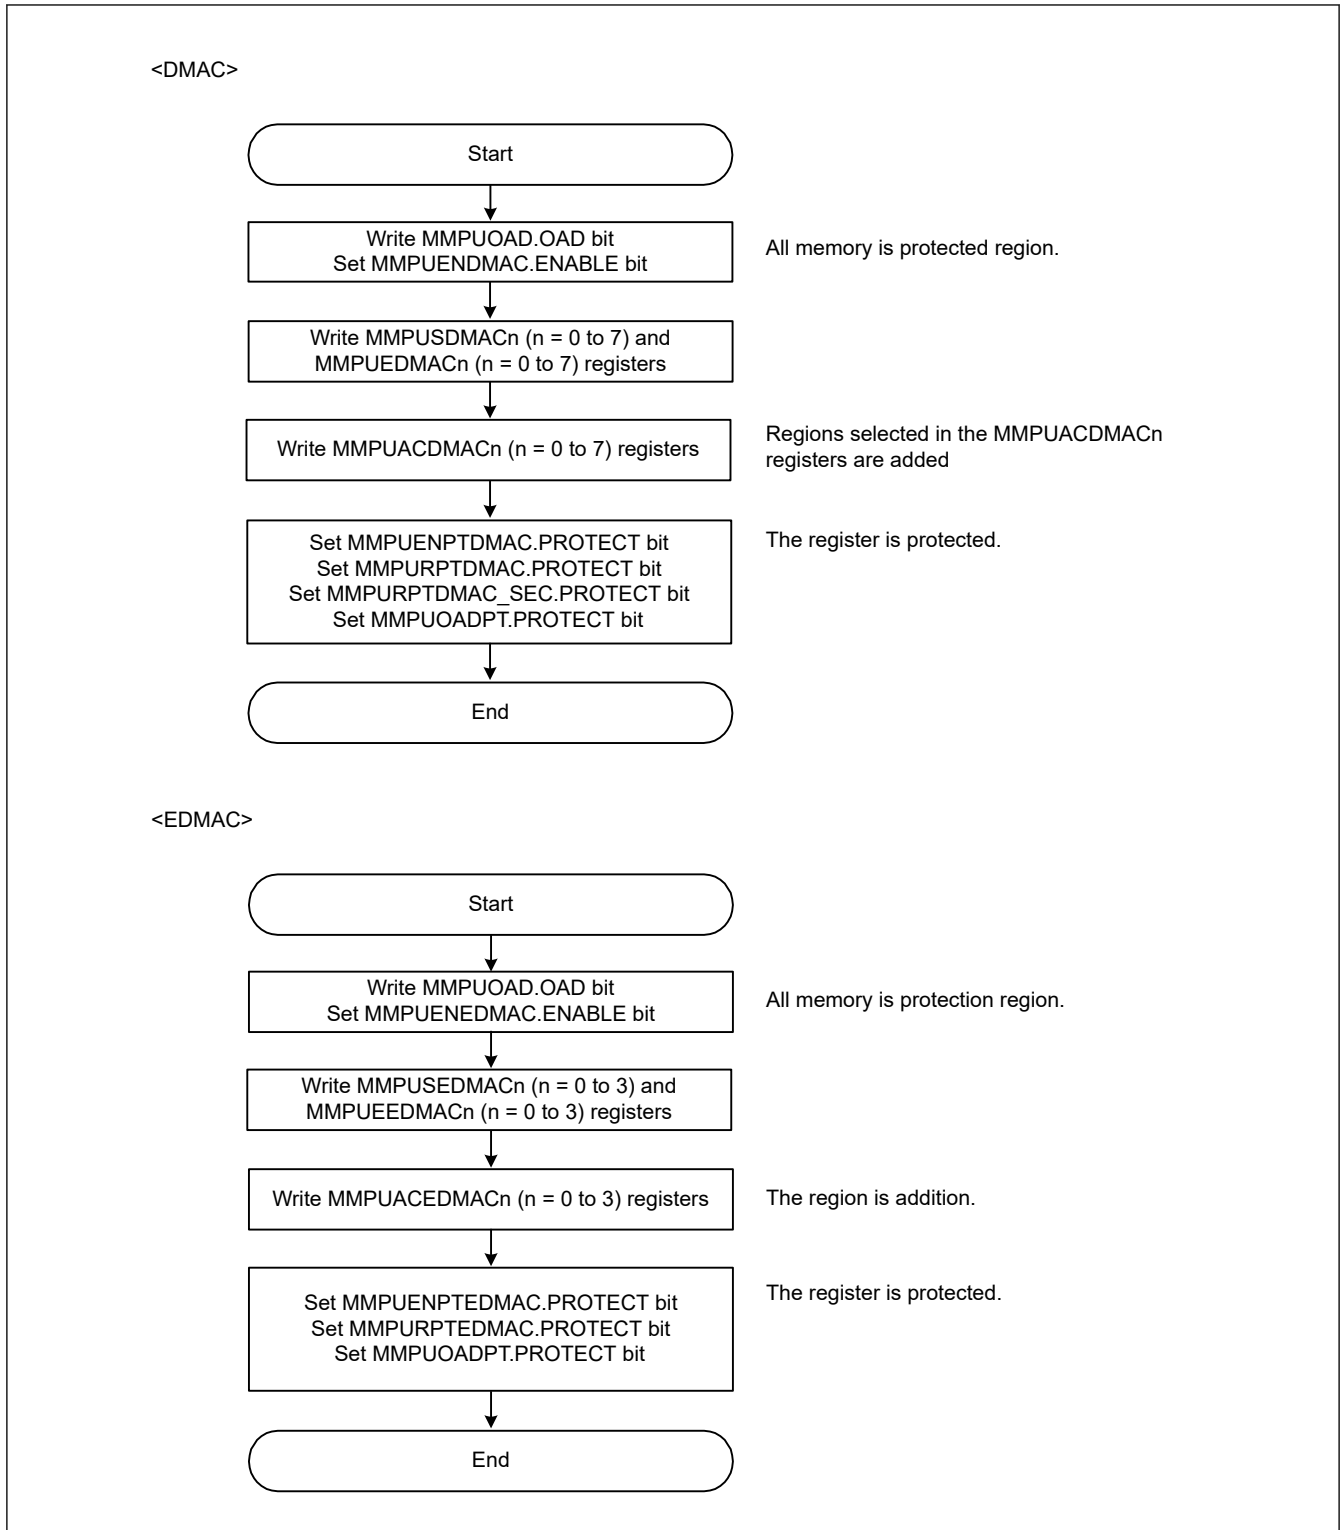 <DMAC>
Start
Write MMPUOAD.OAD bit
Set MMPUENDMAC.ENABLE bit
All memory is protected region.
Write MMPUSDMACn (n = 0 to 7) and
MMPUEDMACn (n = 0 to 7) registers
Write MMPUACDMACn (n = 0 to 7) registers
Regions selected in the MMPUACDMACn
registers are added
Set MMPUENPTDMAC.PROTECT bit
Set MMPURPTDMAC.PROTECT bit
Set MMPURPTDMAC_SEC.PROTECT bit
Set MMPUOADPT.PROTECT bit
The register is protected.
End
<EDMAC>
Start
Write MMPUOAD.OAD bit
Set MMPUENEDMAC.ENABLE bit
All memory is protection region.
Write MMPUSEDMACn (n = 0 to 3) and
MMPUEEDMACn (n = 0 to 3) registers
Write MMPUACEDMACn (n = 0 to 3) registers
The region is addition.
Set MMPUENPTEDMAC.PROTECT bit
Set MMPURPTEDMAC.PROTECT bit
Set MMPUOADPT.PROTECT bit
The register is protected.
End